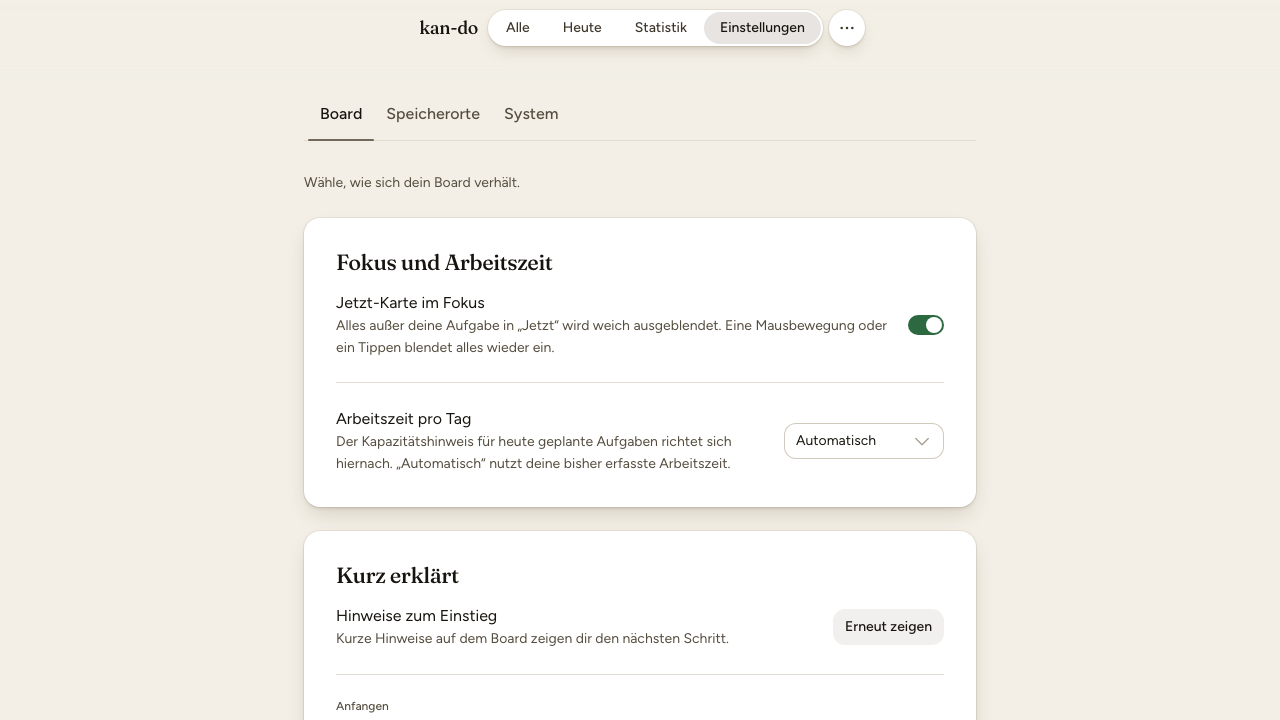 kan-do
Alle
Heute
Statistik
Einstellungen
Board
Speicherorte
System
Wähle, wie sich dein Board verhält.
Fokus und Arbeitszeit
Jetzt-Karte im Fokus
Alles außer deine Aufgabe in „Jetzt“ wird weich ausgeblendet. Eine Mausbewegung oder
ein Tippen blendet alles wieder ein.
Arbeitszeit pro Tag
Der Kapazitätshinweis für heute geplante Aufgaben richtet sich
hiernach. „Automatisch“ nutzt deine bisher erfasste Arbeitszeit.
Automatisch
Kurz erklärt
Hinweise zum Einstieg
Kurze Hinweise auf dem Board zeigen dir den nächsten Schritt.
Erneut zeigen
Anfangen